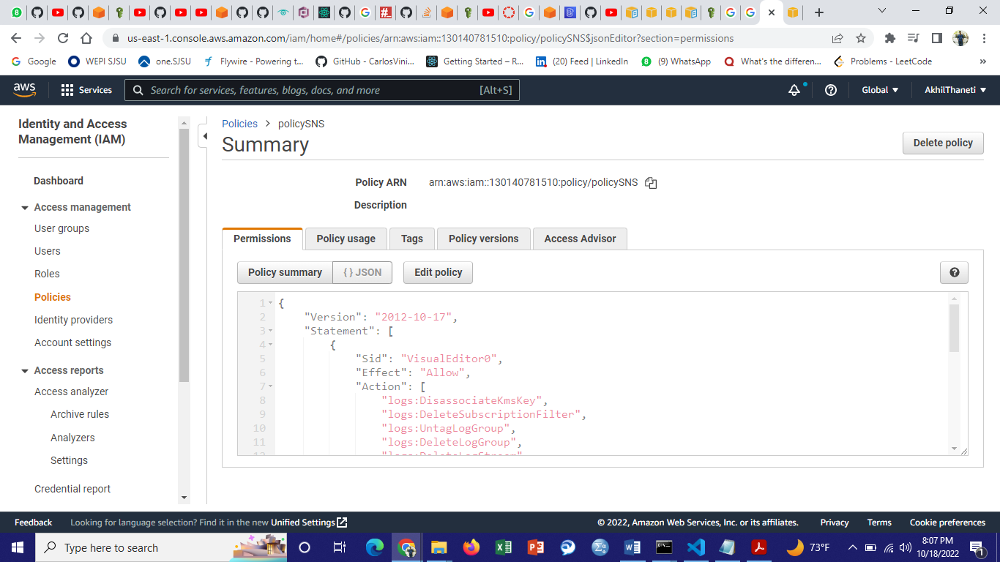 us-east-1.console.aws.amazon.com/iam/home#/policies/arn:aws:iam::130140781510:policy/policySNS$jsonEditor?section=permissions
Google
WEPI SJSU
one.SJSU
Flywire - Powering t...
GitHub - CarlosVini...
Getting Started – R...
(20) Feed | LinkedIn
(9) WhatsApp
What's the differen...
Problems - LeetCode
»
aws
Services
Search for services, features, blogs, docs, and more
[Alt+S]
Global
AkhilThaneti
Identity and Access
Management (IAM)
Dashboard
Access management
User groups
Users
Roles
Policies
Identity providers
Account settings
Access reports
Access analyzer
Archive rules
Analyzers
Settings
Credential report
Policies > policySNS
Summary
Delete policy
Policy ARN arn:aws:iam::130140781510:policy/policySNS
Description
Permissions
Policy usage
Tags
Policy versions
Access Advisor
Policy summary
{ } JSON
Edit policy
1 {
2 "Version": "2012-10-17",
3 "Statement": [
4 {
5 "Sid": "VisualEditor0",
6 "Effect": "Allow",
7 "Action": [
8 "logs:DisassociateKmsKey",
9 "logs:DeleteSubscriptionFilter",
10 "logs:UntagLogGroup",
11 "logs:DeleteLogGroup",
12 "logs:DeleteLogStream"
Feedback
Looking for language selection? Find it in the new Unified Settings
© 2022, Amazon Web Services, Inc. or its affiliates.
Privacy
Terms
Cookie preferences
Type here to search
73°F
8:07 PM
10/18/2022
1